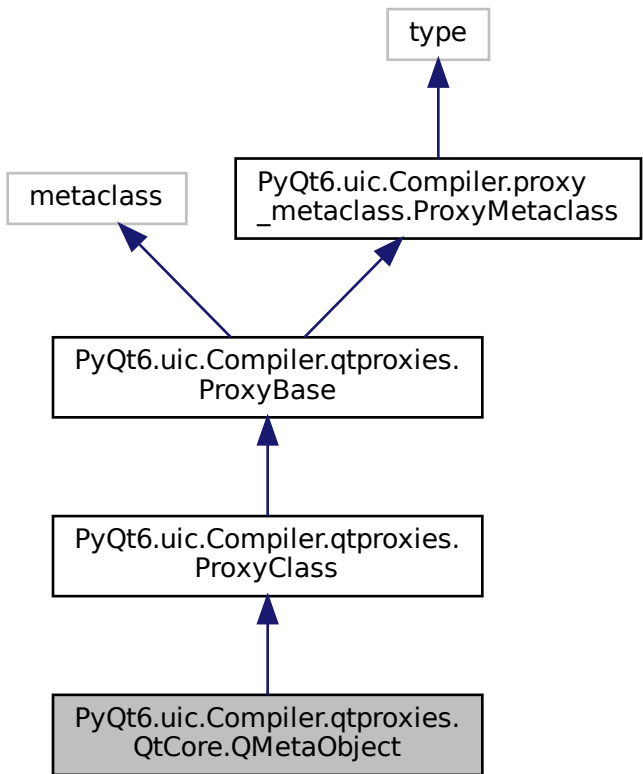 type
metaclass
PyQt6.uic.Compiler.proxy
_metaclass.ProxyMetaclass
PyQt6.uic.Compiler.qtproxies.
ProxyBase
PyQt6.uic.Compiler.qtproxies.
ProxyClass
PyQt6.uic.Compiler.qtproxies.
QtCore.QMetaObject